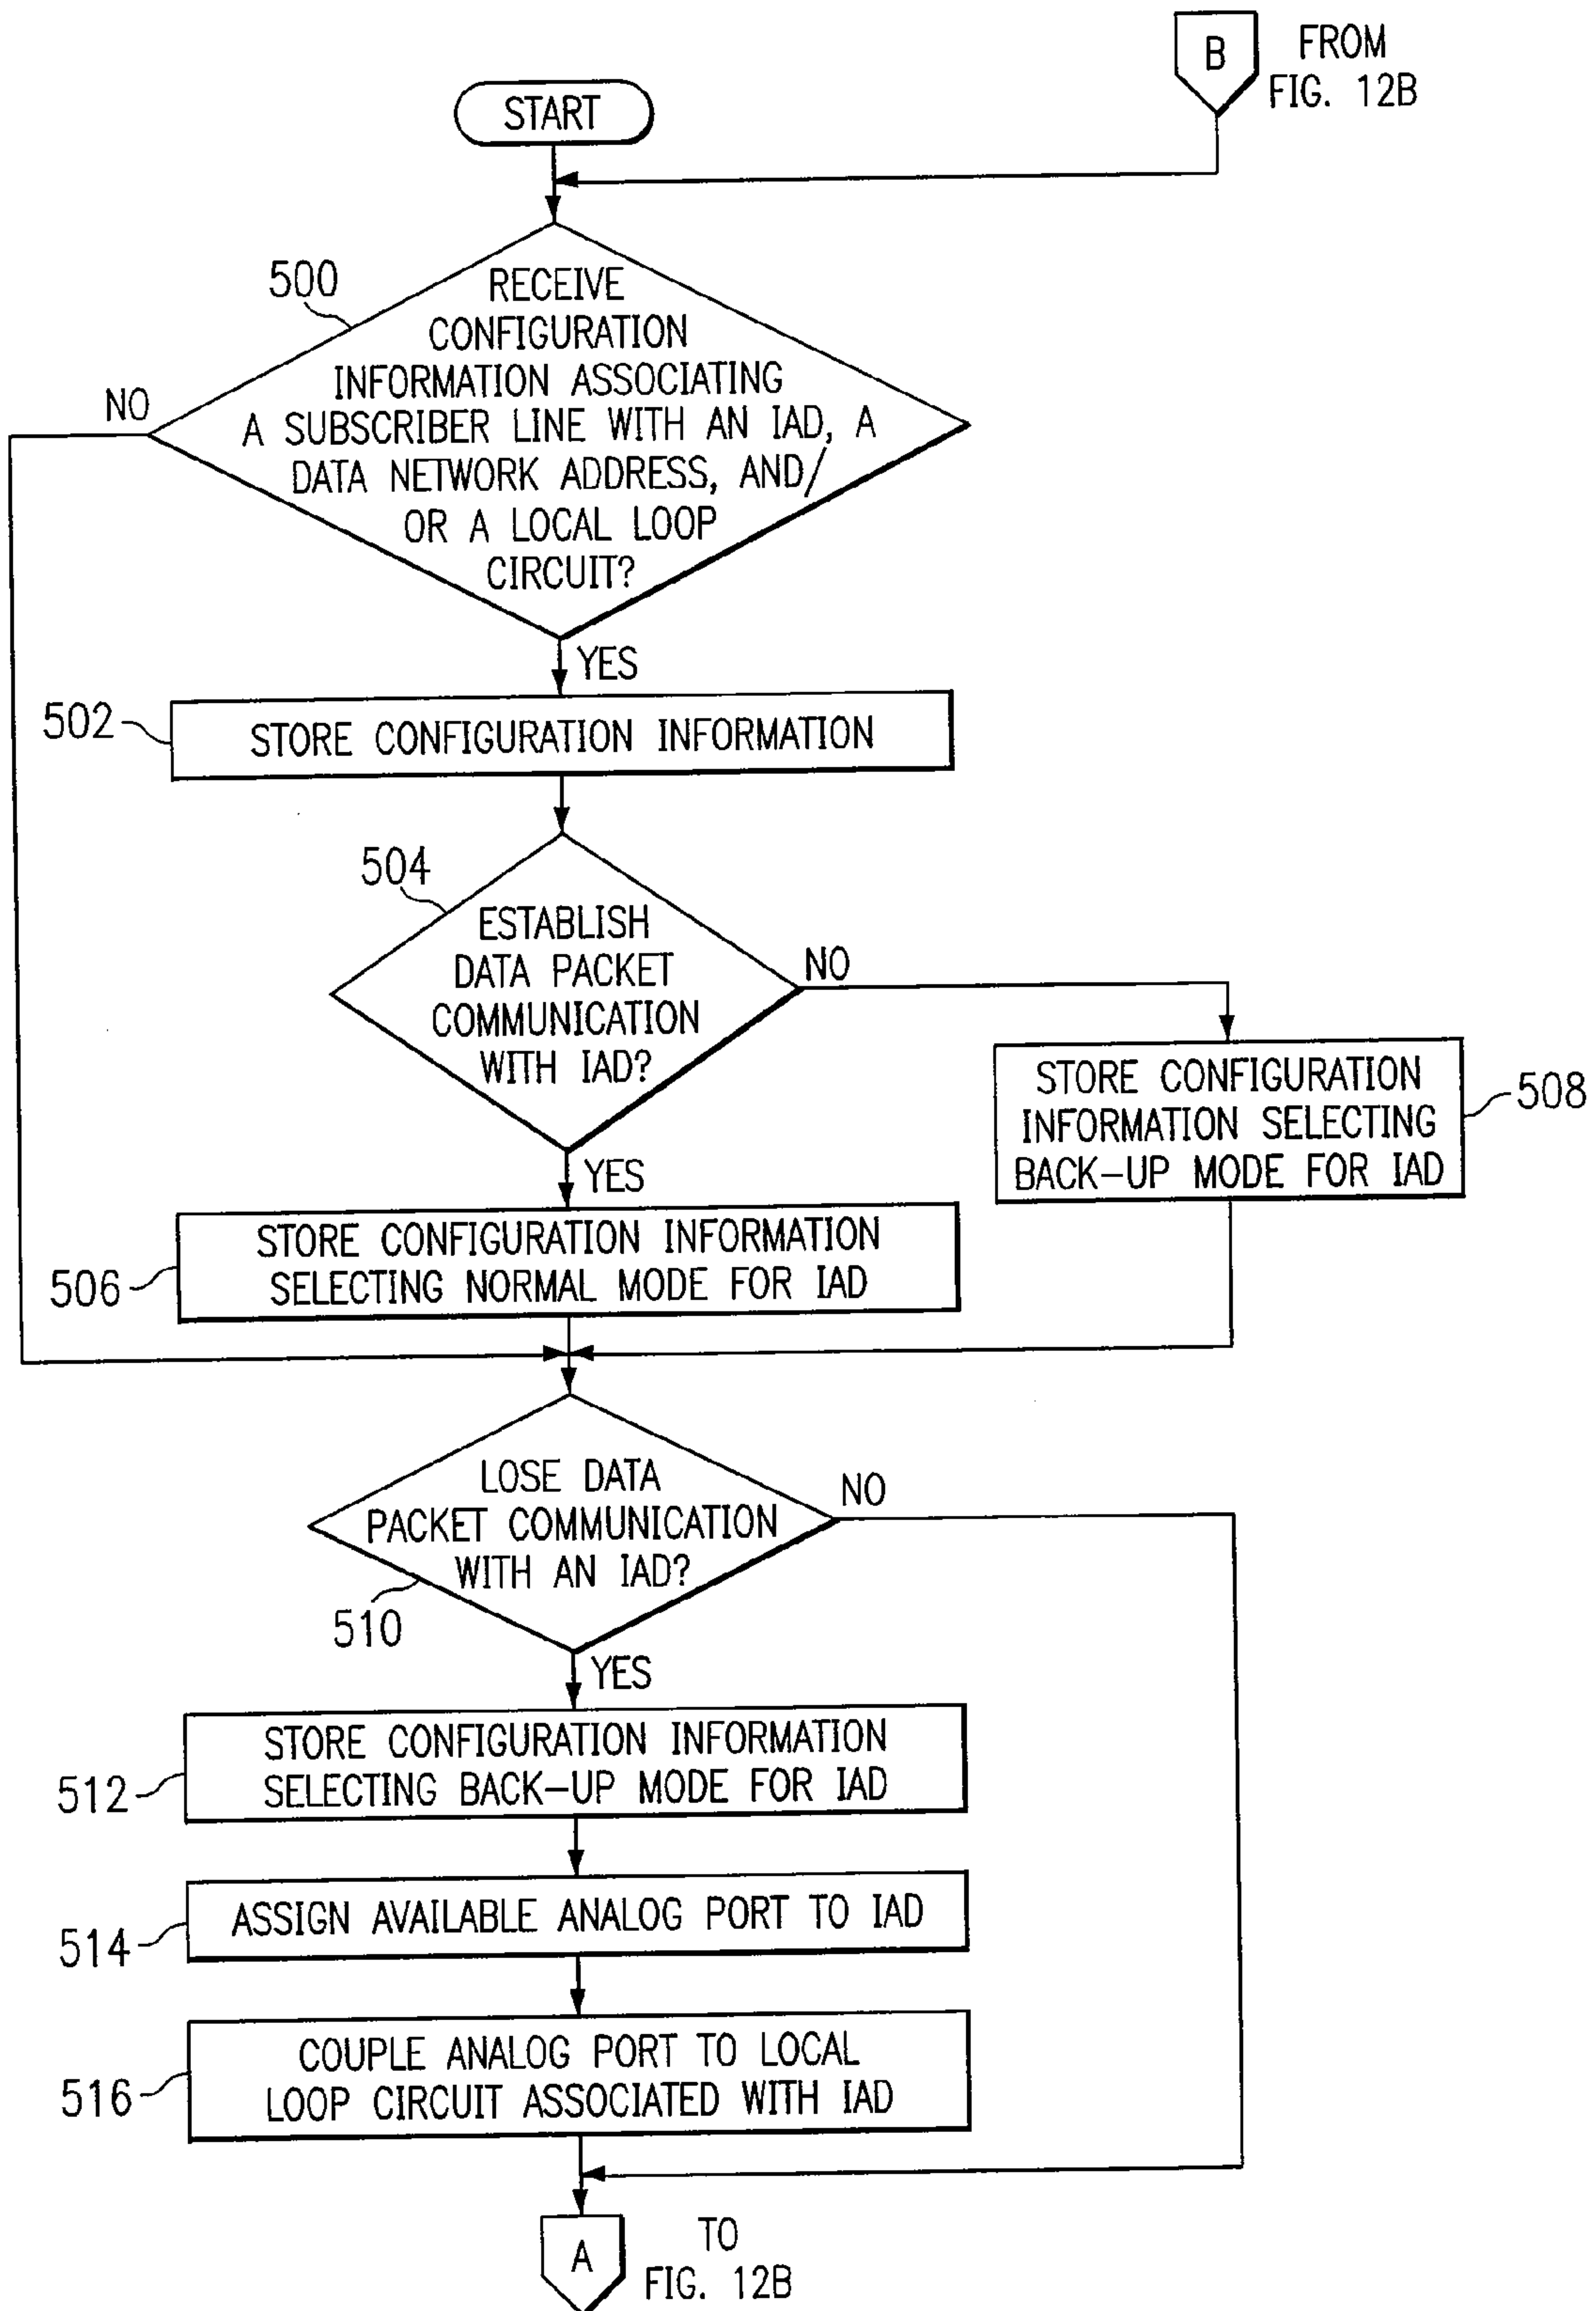 B
FROM
FIG. 12B
START
500
RECEIVE
CONFIGURATION
INFORMATION ASSOCIATING
A SUBSCRIBER LINE WITH AN IAD, A
DATA NETWORK ADDRESS, AND/
OR A LOCAL LOOP
CIRCUIT?
NO
YES
502
STORE CONFIGURATION INFORMATION
504
ESTABLISH
DATA PACKET
COMMUNICATION
WITH IAD?
NO
YES
STORE CONFIGURATION
INFORMATION SELECTING
BACK-UP MODE FOR IAD
508
STORE CONFIGURATION INFORMATION
SELECTING NORMAL MODE FOR IAD
506
LOSE DATA
PACKET COMMUNICATION
WITH AN IAD?
NO
510
YES
STORE CONFIGURATION INFORMATION
SELECTING BACK-UP MODE FOR IAD
512
ASSIGN AVAILABLE ANALOG PORT TO IAD
514
COUPLE ANALOG PORT TO LOCAL
LOOP CIRCUIT ASSOCIATED WITH IAD
516
A
TO
FIG. 12B